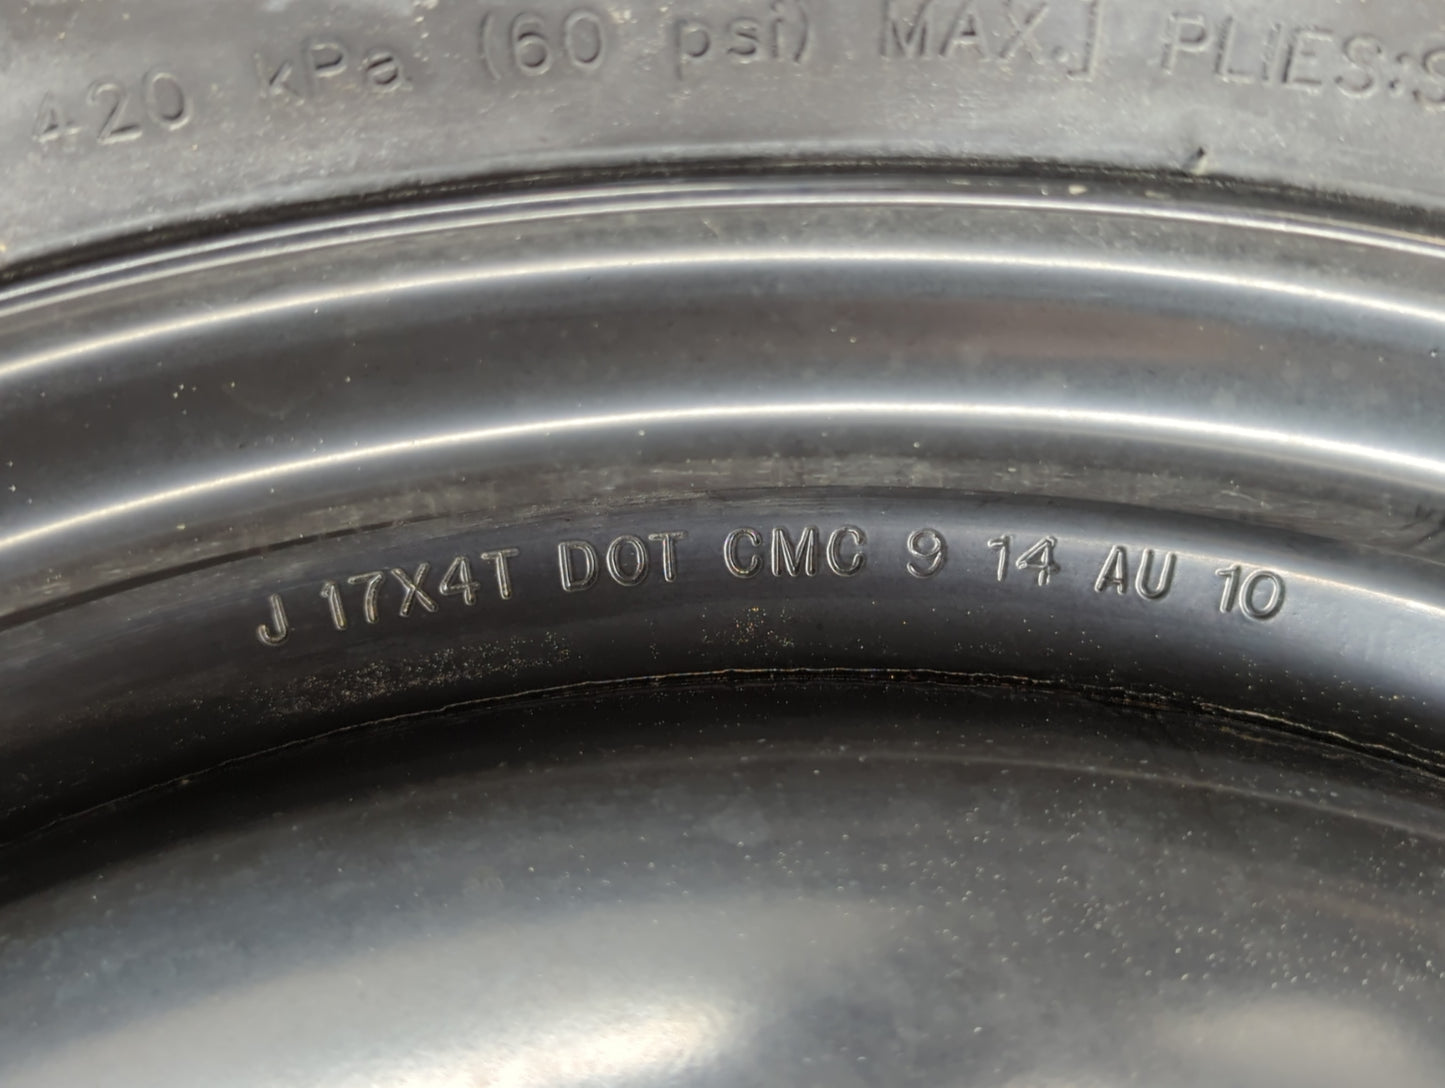 420 kPa (60 psi) MAX.] PLIES:S
J 17X4T DOT CMC 9 14 AU 10